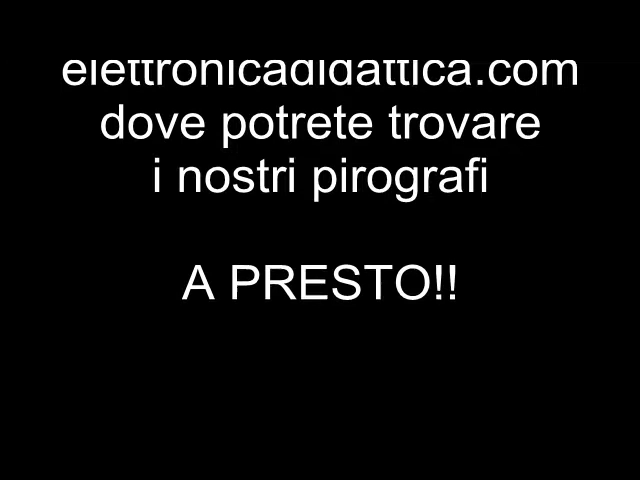 elettronicadidattica.com
dove potrete trovare
i nostri pirografi
A PRESTO!!